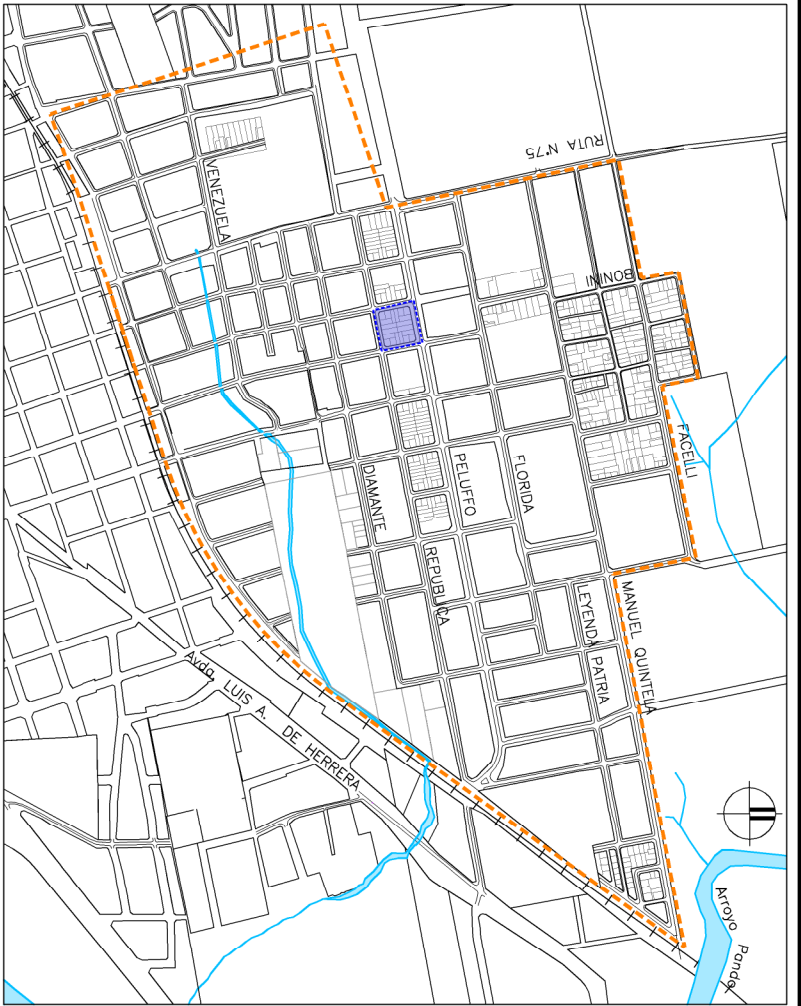 RUTA N°75
VENEZUELA
BONINI
FACELLI
PELUFFO
FLORIDA
DIAMANTE
REPUBLICA
MANUEL QUINTELA
LEYENDA PATRIA
Avda. LUIS A. DE HERRERA
Arroyo Pando